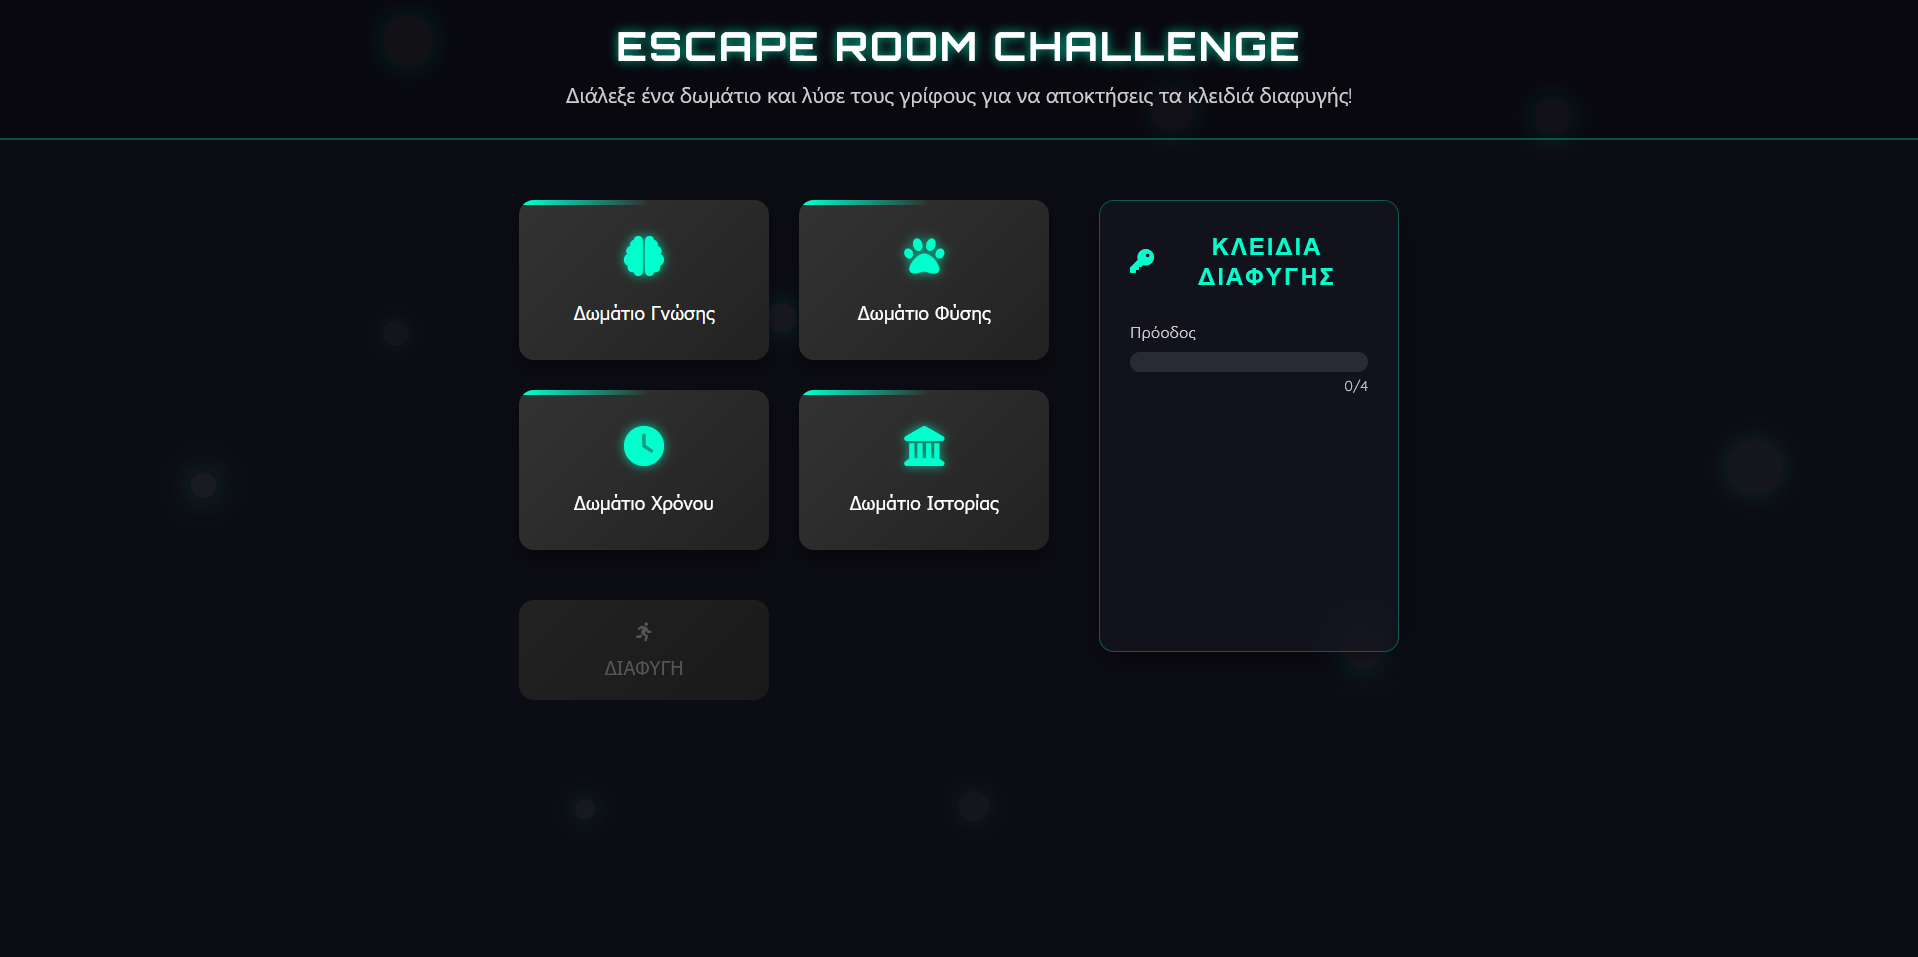 ESCAPE ROOM CHALLENGE
Διάλεξε ένα δωμάτιο και λύσε τους γρίφους για να αποκτήσεις τα κλειδιά διαφυγής!
Δωμάτιο Γνώσης
Δωμάτιο Φύσης
Δωμάτιο Χρόνου
Δωμάτιο Ιστορίας
ΔΙΑΦΥΓΗ
ΚΛΕΙΔΙΑ
ΔΙΑΦΥΓΗΣ
Πρόοδος
0/4